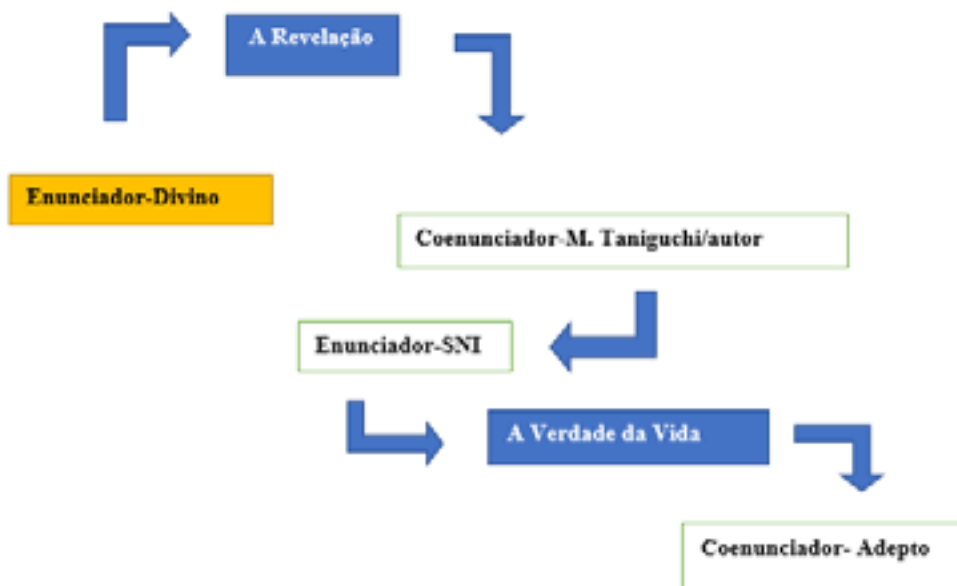 A Revelação
Enunciador-Divino
Coenunciador-M. Taniguchi/autor
Enunciador-SNI
A Verdade da Vida
Coenunciador- Adepto